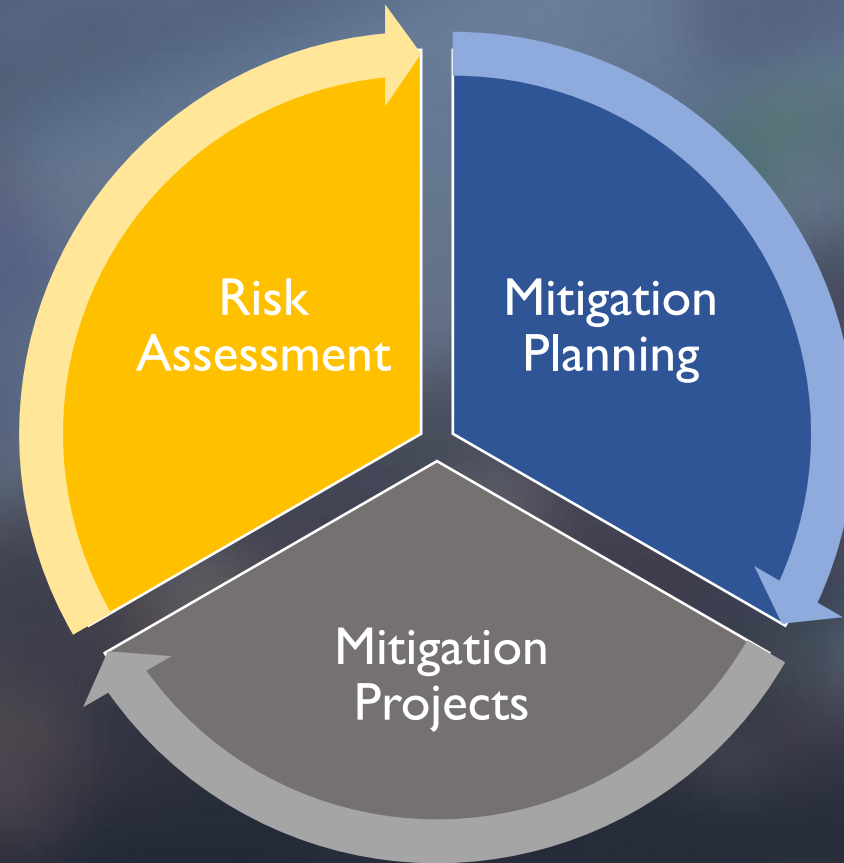 Risk
Assessment
Mitigation
Planning
Mitigation
Projects